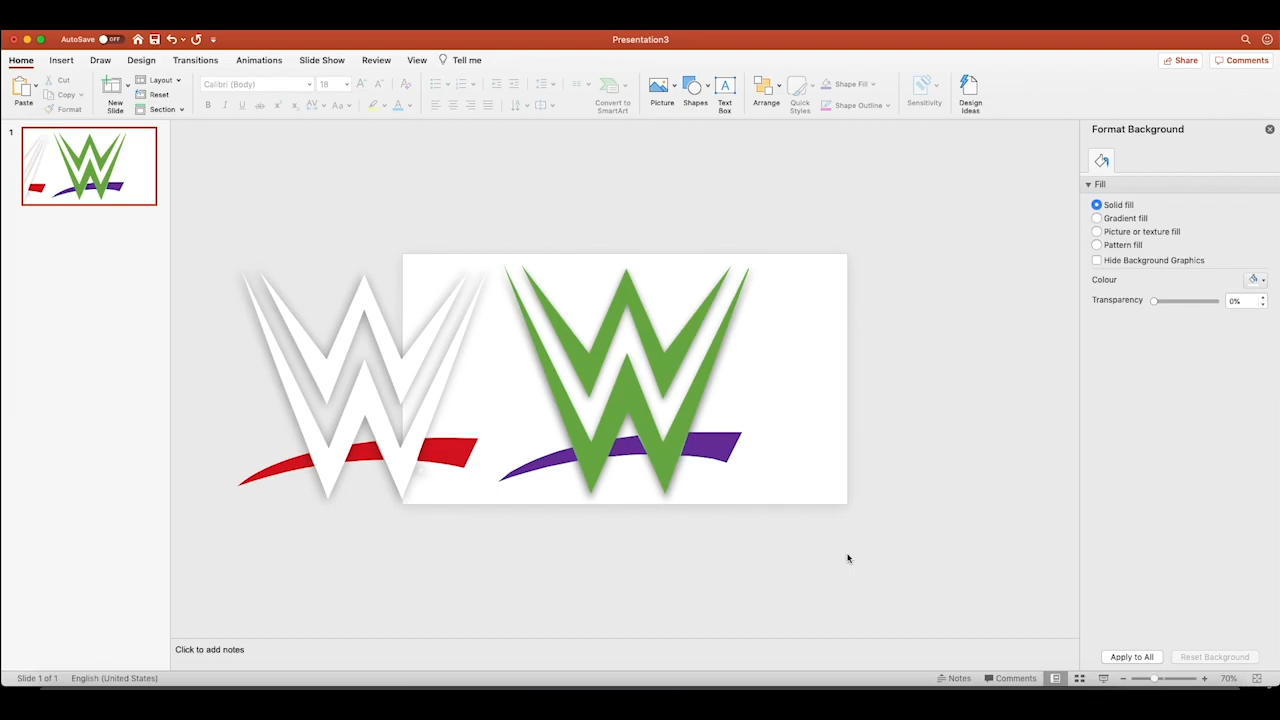 AutoSave OFF
Presentation3
Home Insert Draw Design Transitions Animations Slide Show Review View Tell me
Share Comments
Paste
Cut
Copy
Format
New Slide
Layout
Reset
Section
Calibri (Body) 18
Convert to SmartArt
Picture
Shapes
Text Box
Arrange
Quick Styles
Shape Fill
Shape Outline
Sensitivity
Design Ideas
1
Format Background
Fill
Solid fill
Gradient fill
Picture or texture fill
Pattern fill
Hide Background Graphics
Colour
Transparency 0%
Click to add notes
Apply to All Reset Background
Slide 1 of 1 English (United States) Notes Comments 70%